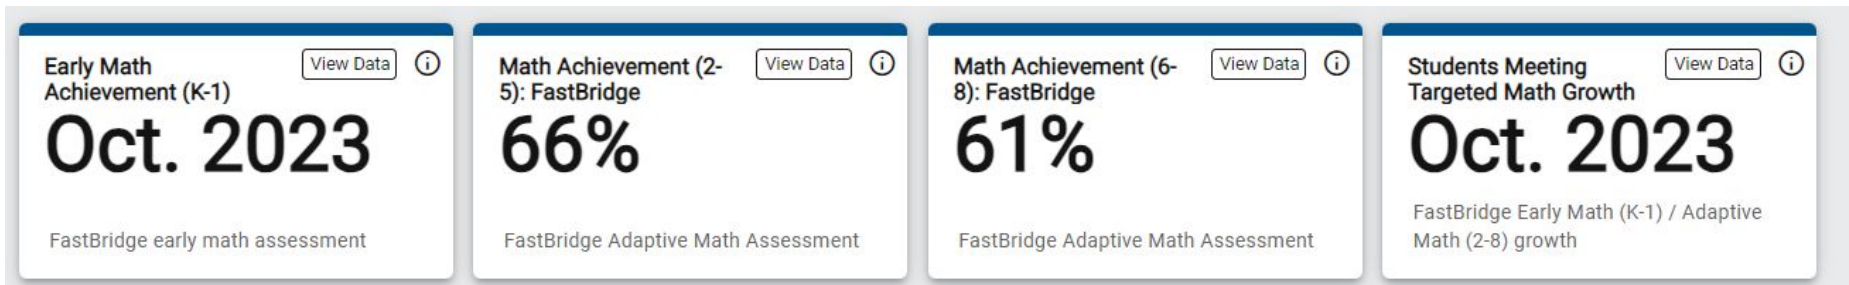 Early Math
Achievement (K-1)
View Data
Oct. 2023
FastBridge early math assessment
Math Achievement (2-
5): FastBridge
View Data
66%
FastBridge Adaptive Math Assessment
Math Achievement (6-
8): FastBridge
View Data
61%
FastBridge Adaptive Math Assessment
Students Meeting
Targeted Math Growth
View Data
Oct. 2023
FastBridge Early Math (K-1) / Adaptive
Math (2-8) growth